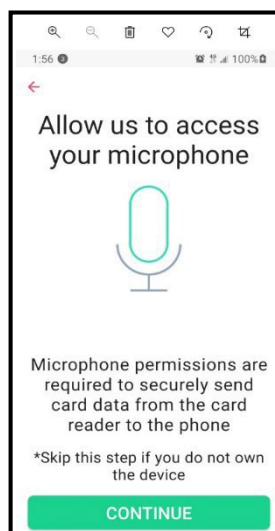 1:56
100%
Allow us to access
your microphone
Microphone permissions are
required to securely send
card data from the card
reader to the phone
*Skip this step if you do not own
the device
CONTINUE